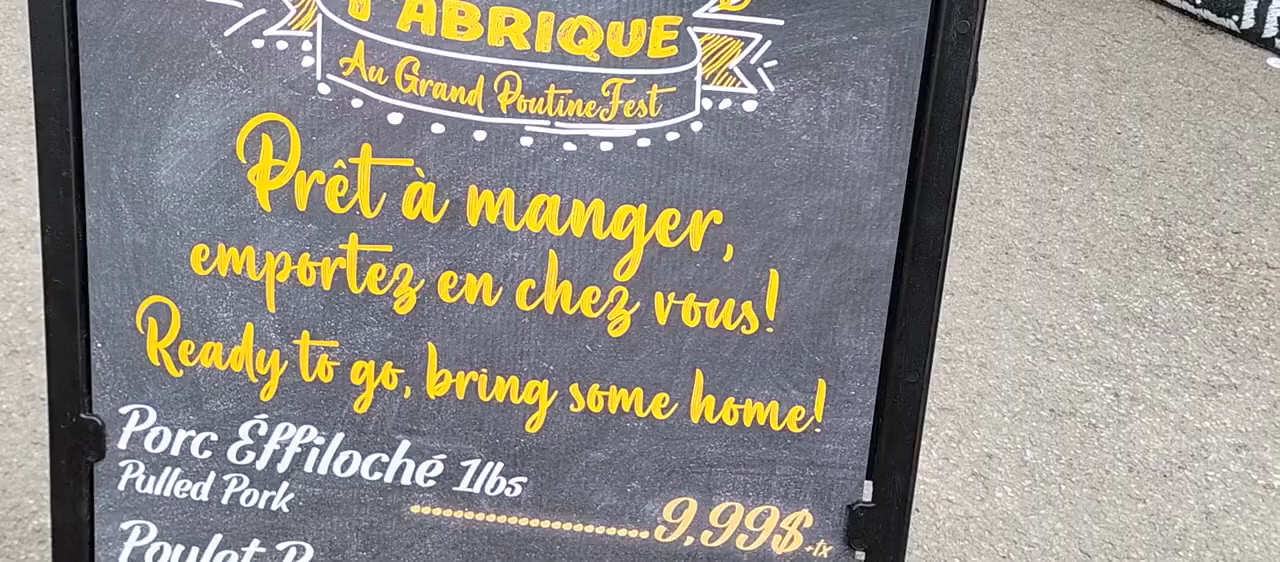 FABRIQUE
Au Grand PoutineFest
Prêt à manger,
emportez en chez vous!
Ready to go, bring some home!
Porc Éffiloché 1lbs
Pulled Pork
9,99$+tx
Poulet